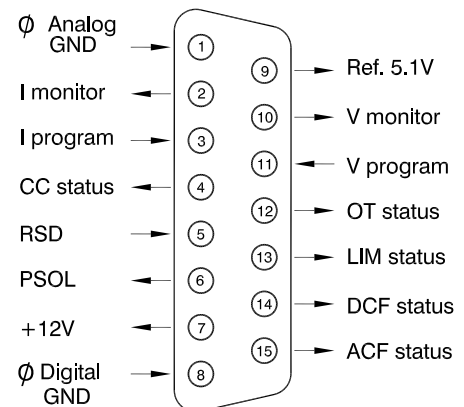 Ø Analog
GND
1
I monitor
2
I program
3
CC status
4
RSD
5
PSOL
6
+12V
7
Ø Digital
GND
8
9
Ref. 5.1V
10
V monitor
11
V program
12
OT status
13
LIM status
14
DCF status
15
ACF status